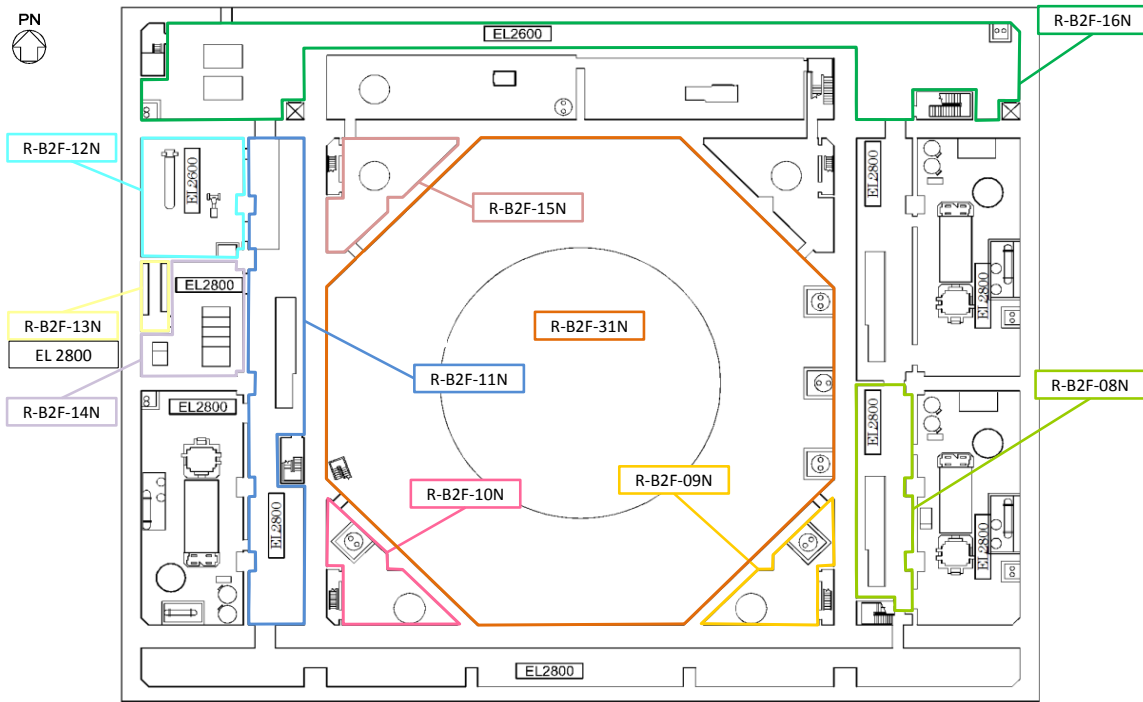 PN
EL2600
R-B2F-16N
R-B2F-12N
EL2600
EL2800
R-B2F-15N
EL2800
EL2800
R-B2F-13N
EL 2800
R-B2F-31N
R-B2F-14N
R-B2F-11N
R-B2F-08N
EL2800
EL2800
R-B2F-10N
R-B2F-09N
EL2800
EL2800
EL2800